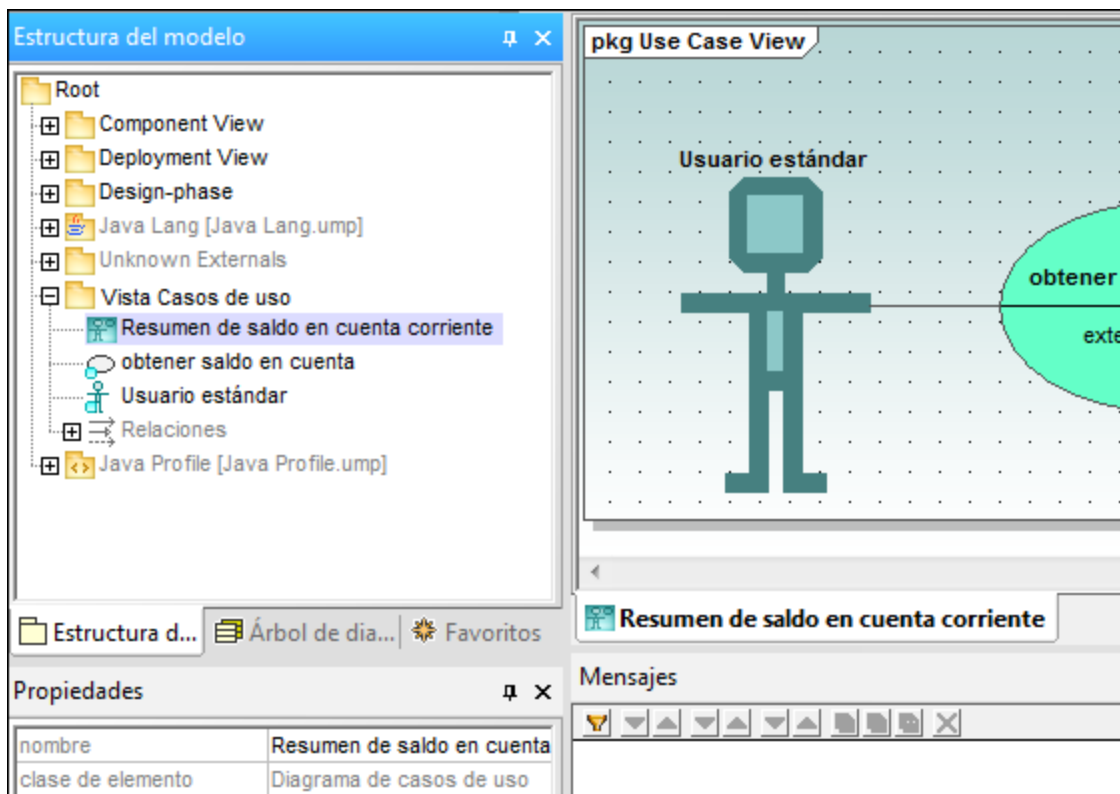 Estructura del modelo
Root
Component View
Deployment View
Design-phase
Java Lang [Java Lang.ump]
Unknown Externals
Vista Casos de uso
Resumen de saldo en cuenta corriente
obtener saldo en cuenta
Usuario estándar
Relaciones
Java Profile [Java Profile.ump]
Estructura d... Árbol de dia... Favoritos
Propiedades
nombre Resumen de saldo en cuenta
clase de elemento Diagrama de casos de uso
pkg Use Case View
Usuario estándar
obtener
exte
Resumen de saldo en cuenta corriente
Mensajes